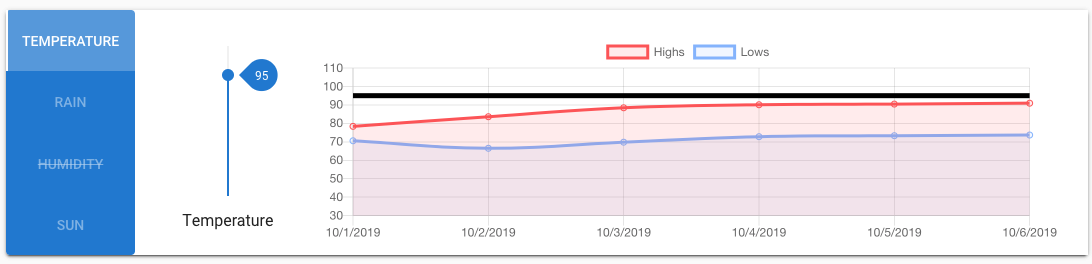 TEMPERATURE
RAIN
HUMIDITY
SUN
95
Temperature
Highs Lows
110
100
90
80
70
60
50
40
30
10/1/2019 10/2/2019 10/3/2019 10/4/2019 10/5/2019 10/6/2019